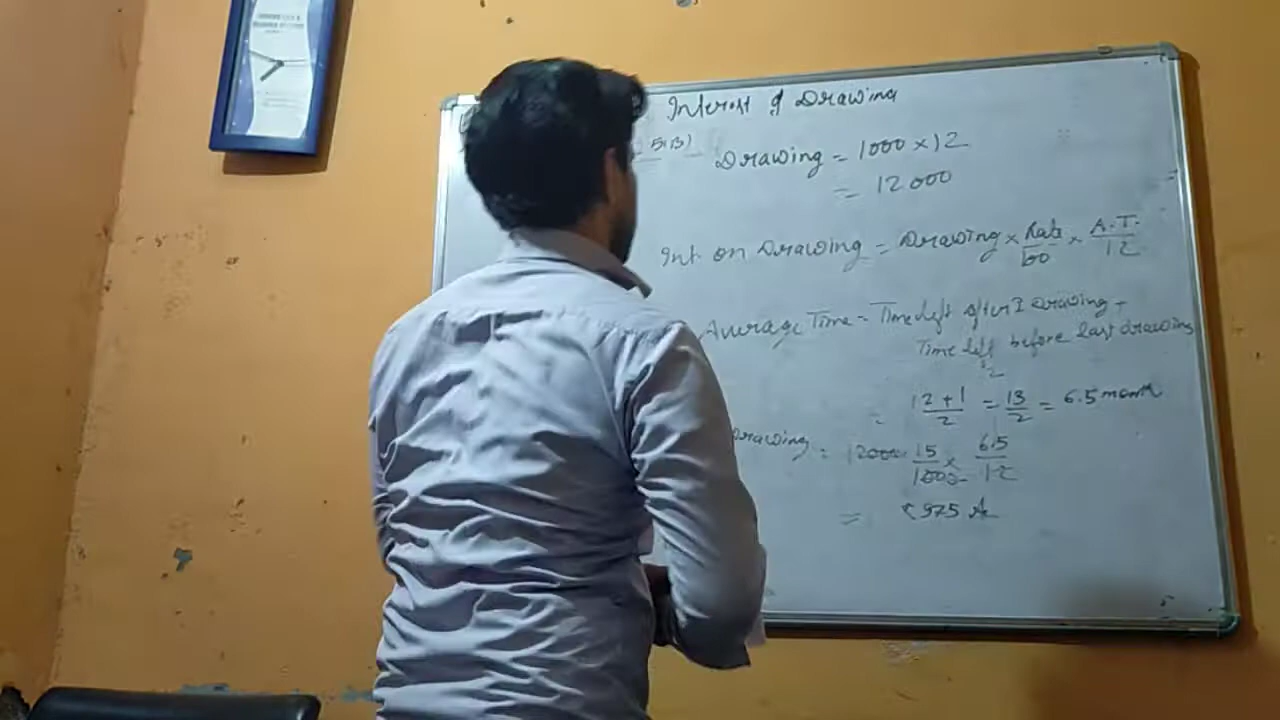 Interest of Drawing
5(B)
Drawing = 1000 × 12
= 12000
Int on Drawing = Drawing × Rate/100 × A.T./12
Average Time = Time left after I Drawing +
Time left before last drawing
2
= 12+1/2 = 13/2 = 6.5 month
Drawing = 12000 15/100 × 6.5/12
= ₹975 A